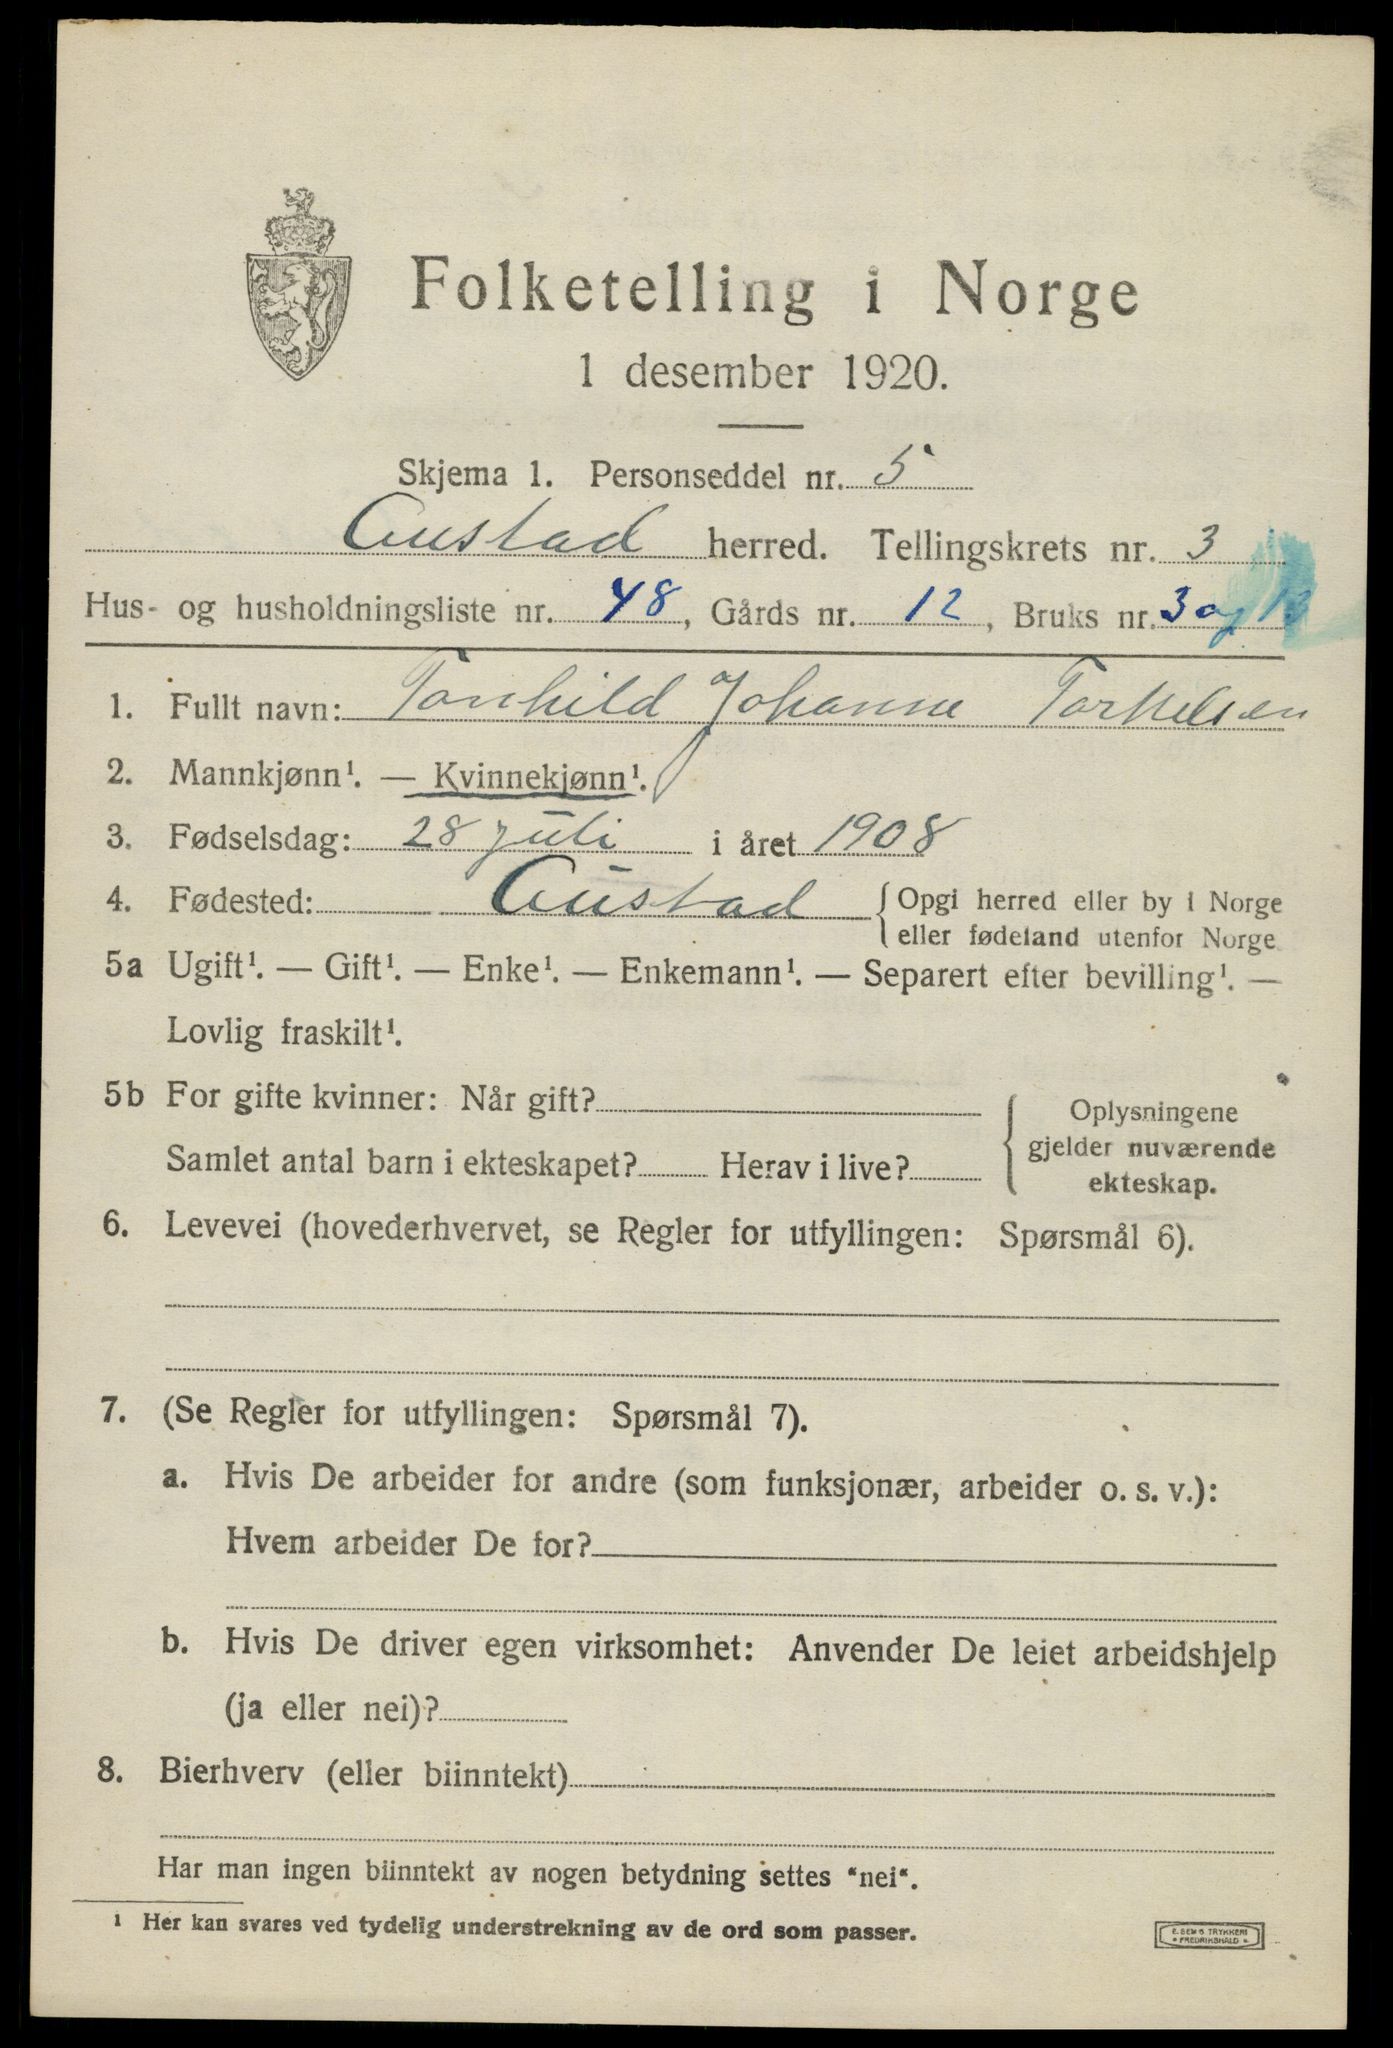 Folketelling i Norge
1 desember 1920.
Skjema 1. Personseddel nr. 5
Austad herred. Tellingskrets nr. 3
Hus- og husholdningsliste nr. 48, Gårds nr. 12, Bruks nr. 3 og 13
1. Fullt navn: Tonhild Johanne Torkelsen
2. Mannkjønn¹. — Kvinnekjønn¹.
3. Fødselsdag: 28 juli i året 1908
4. Fødested: Austad { Opgi herred eller by i Norge
eller fødeland utenfor Norge
5a Ugift¹. — Gift¹. — Enke¹. — Enkemann¹. — Separert efter bevilling¹. —
Lovlig fraskilt¹.
5b For gifte kvinner: Når gift?
Samlet antal barn i ekteskapet? Herav i live?
{ Oplysningene
gjelder nuværende
ekteskap.
6. Levevei (hovederhvervet, se Regler for utfyllingen: Spørsmål 6).
7. (Se Regler for utfyllingen: Spørsmål 7).
a. Hvis De arbeider for andre (som funksjonær, arbeider o. s. v.):
Hvem arbeider De for?
b. Hvis De driver egen virksomhet: Anvender De leiet arbeidshjelp
(ja eller nei)?
8. Bierhverv (eller biinntekt)
Har man ingen biinntekt av nogen betydning settes "nei".
¹ Her kan svares ved tydelig understrekning av de ord som passer.
E. SEM'S TRYKKERI
FREDRIKSHALD